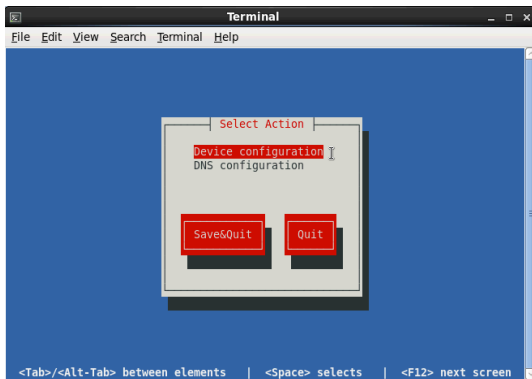 Terminal
File Edit View Search Terminal Help
Select Action
Device configuration
DNS configuration
Save&Quit Quit
<Tab>/<Alt-Tab> between elements | <Space> selects | <F12> next screen